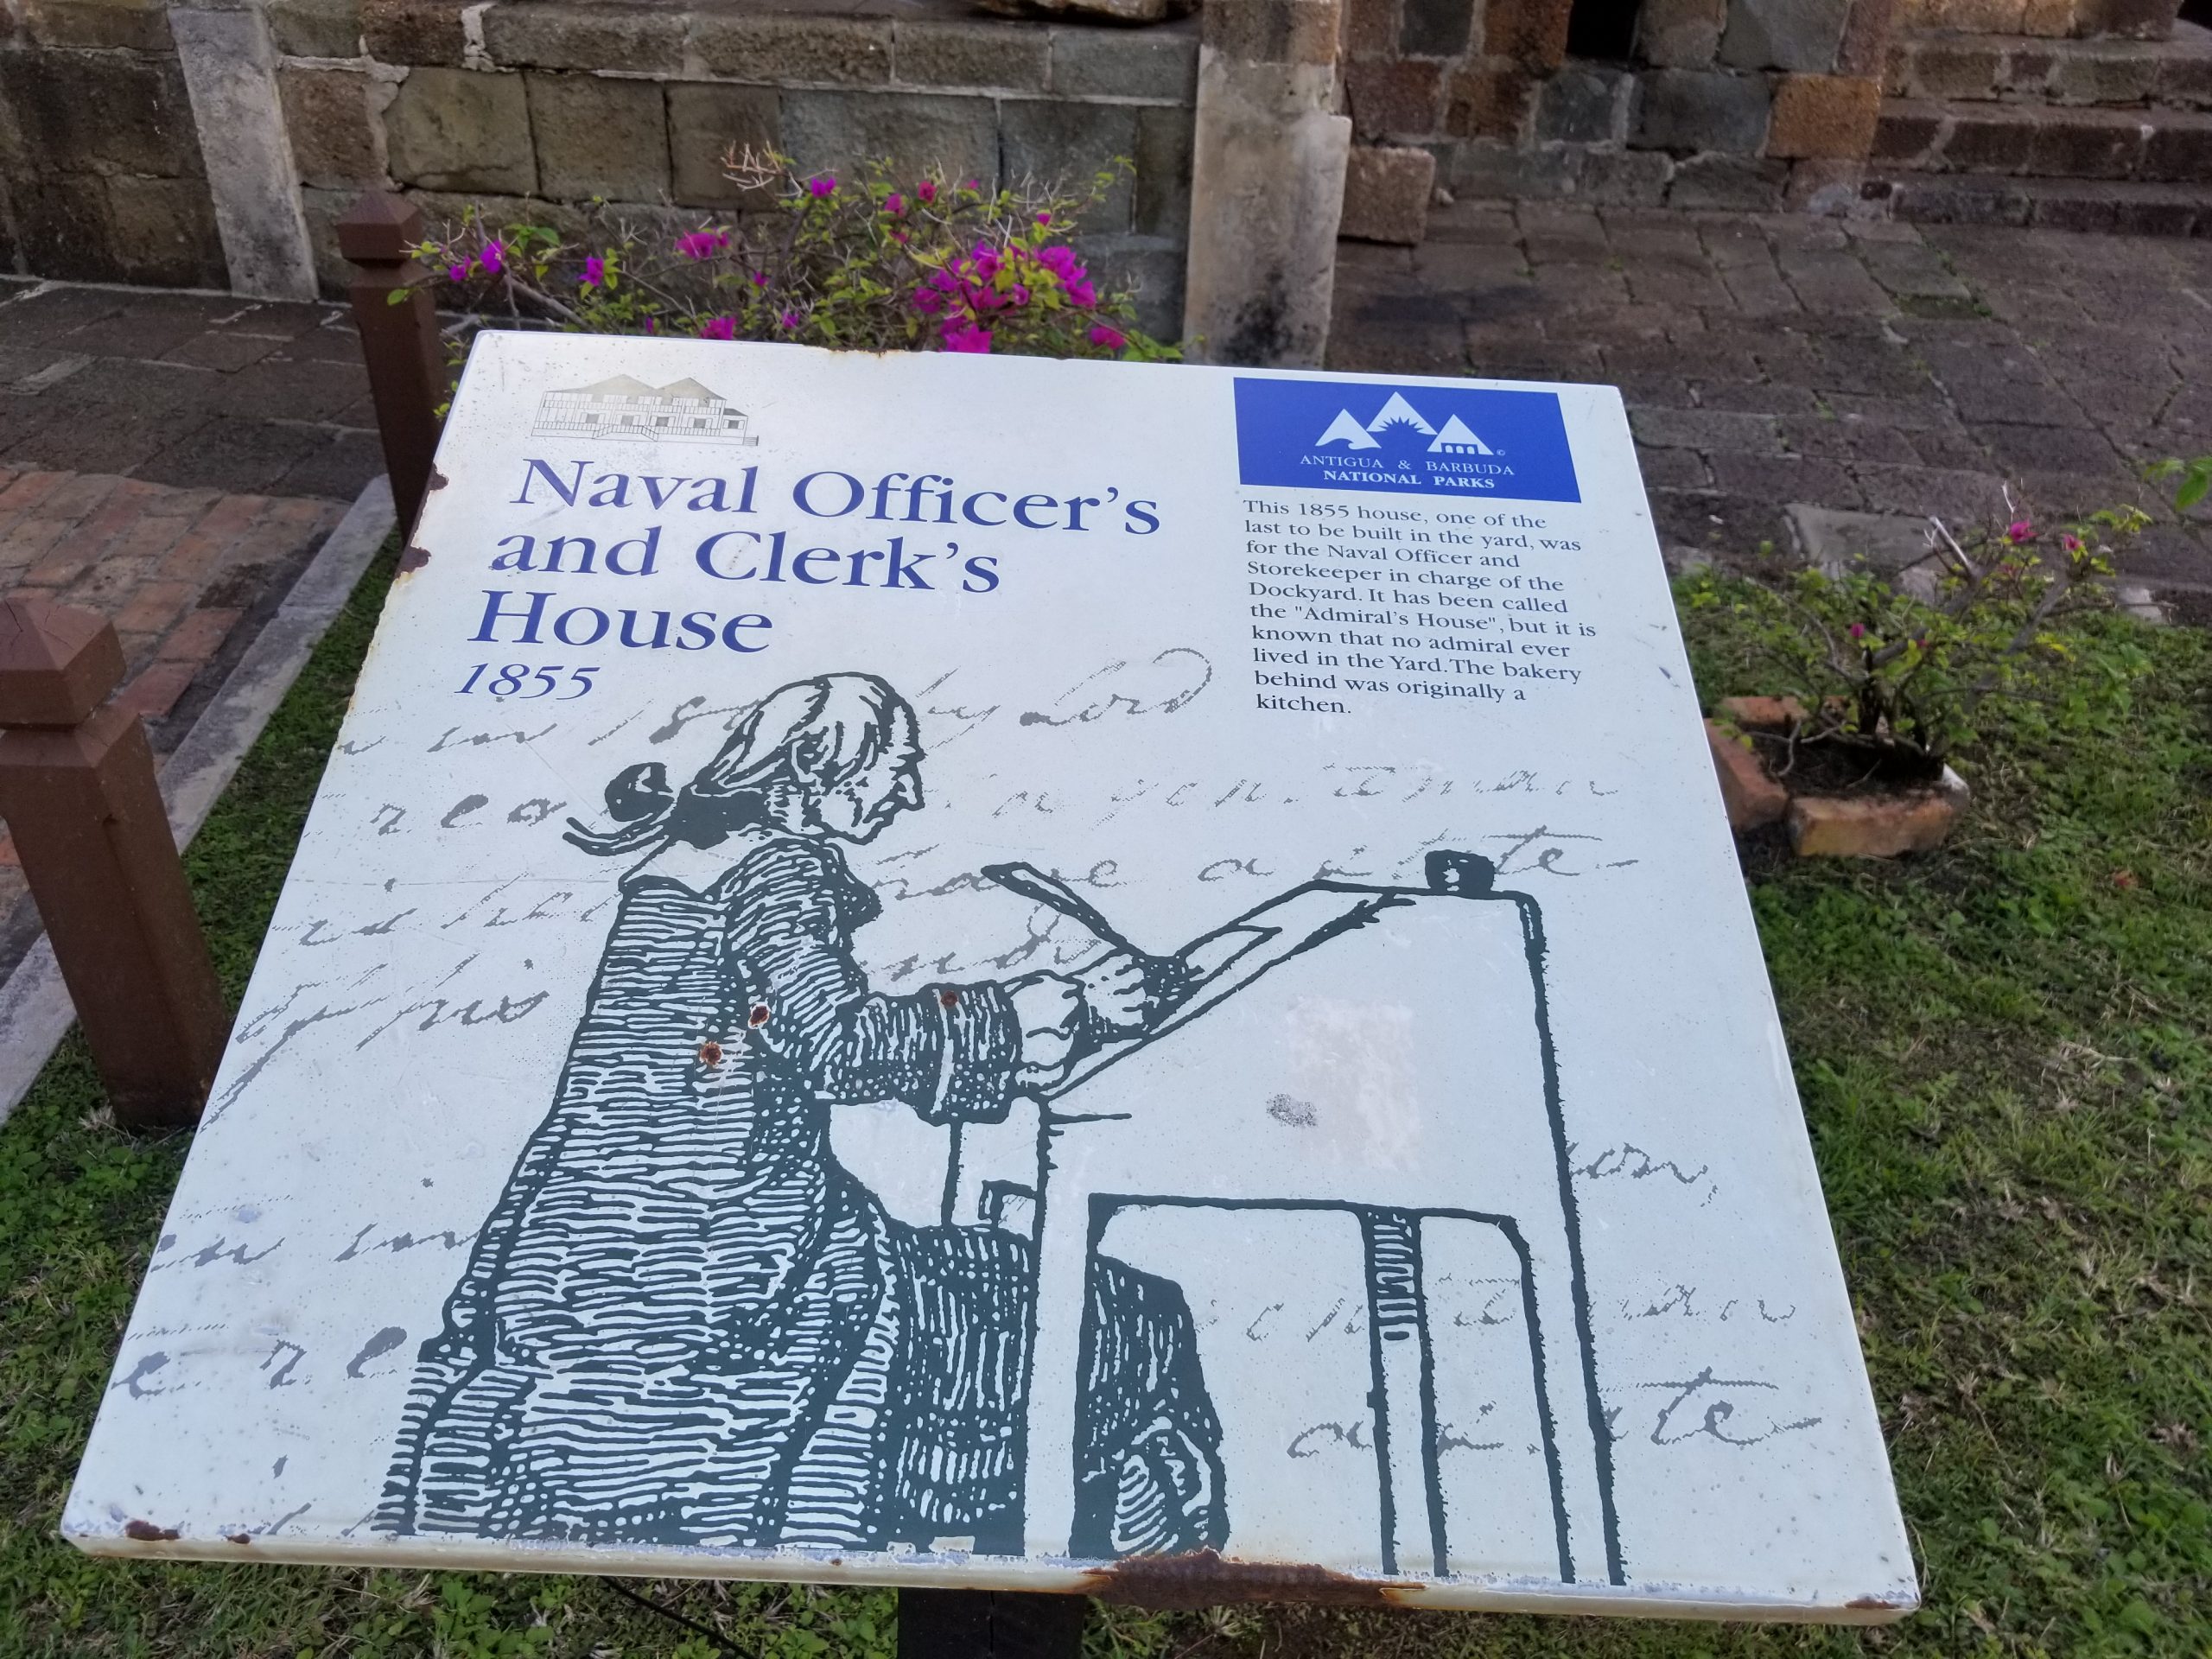 Naval Officer's
and Clerk's
House
1855
ANTIGUA & BARBUDA
NATIONAL PARKS
This 1855 house, one of the
last to be built in the yard, was
for the Naval Officer and
Storekeeper in charge of the
Dockyard. It has been called
the "Admiral's House", but it is
known that no admiral ever
lived in the Yard. The bakery
behind was originally a
kitchen.
Lord